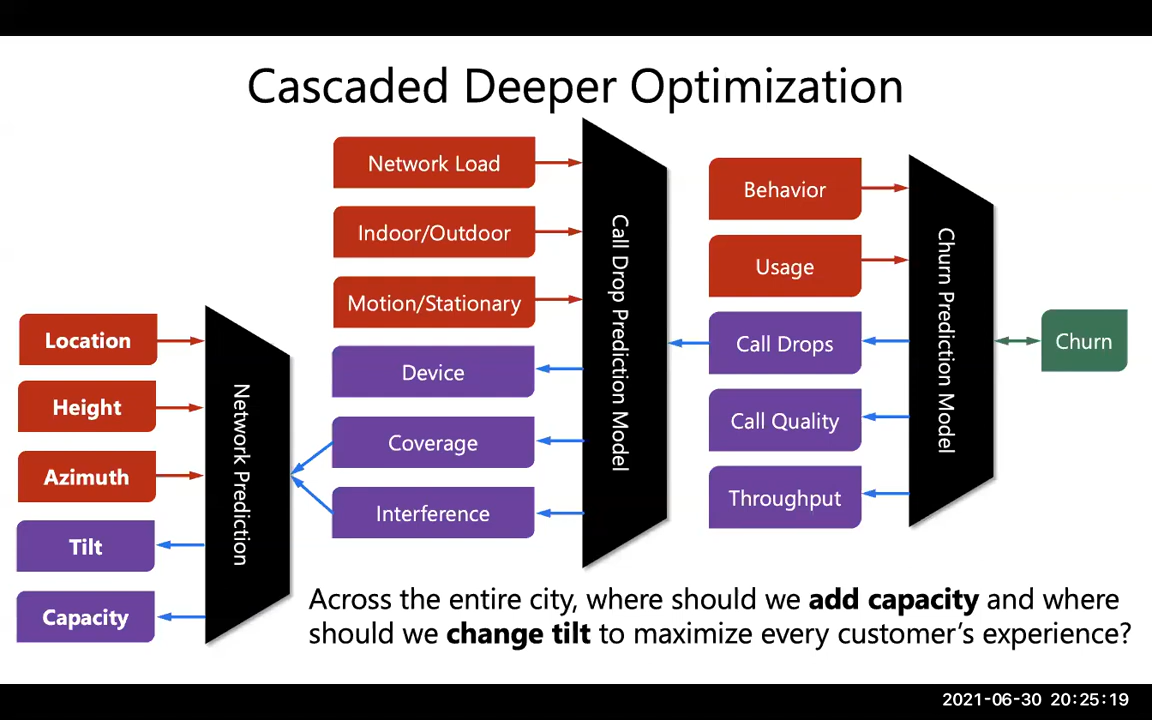 Cascaded Deeper Optimization
Location
Height
Azimuth
Tilt
Capacity
Network Prediction
Network Load
Indoor/Outdoor
Motion/Stationary
Device
Coverage
Interference
Call Drop Prediction Model
Behavior
Usage
Call Drops
Call Quality
Throughput
Churn Prediction Model
Churn
Across the entire city, where should we add capacity and where
should we change tilt to maximize every customer’s experience?
2021-06-30 20:25:19